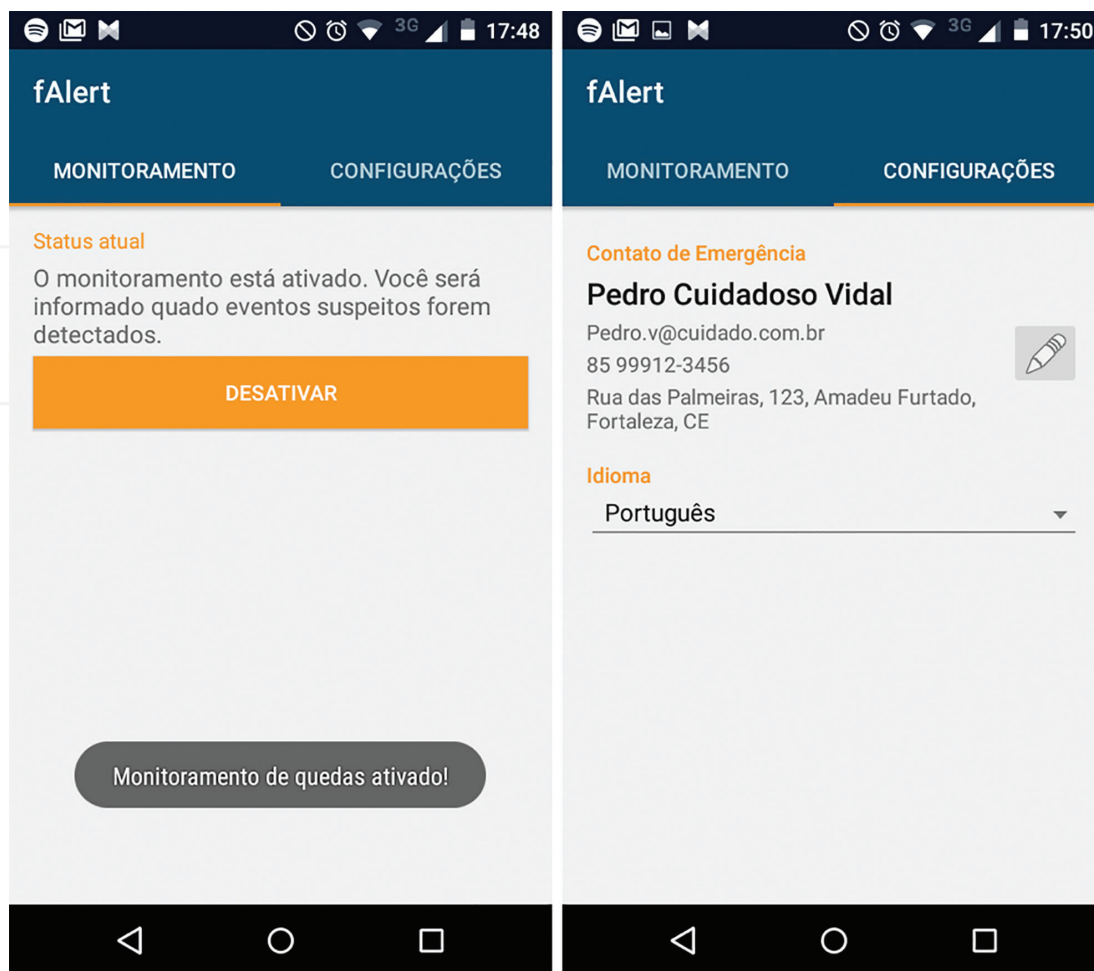 3G 17:48
fAlert
MONITORAMENTO CONFIGURAÇÕES
Status atual
O monitoramento está ativado. Você será
informado quado eventos suspeitos forem
detectados.
DESATIVAR
Monitoramento de quedas ativado!
3G 17:50
fAlert
MONITORAMENTO CONFIGURAÇÕES
Contato de Emergência
Pedro Cuidadoso Vidal
Pedro.v@cuidado.com.br
85 99912-3456
Rua das Palmeiras, 123, Amadeu Furtado,
Fortaleza, CE
Idioma
Português